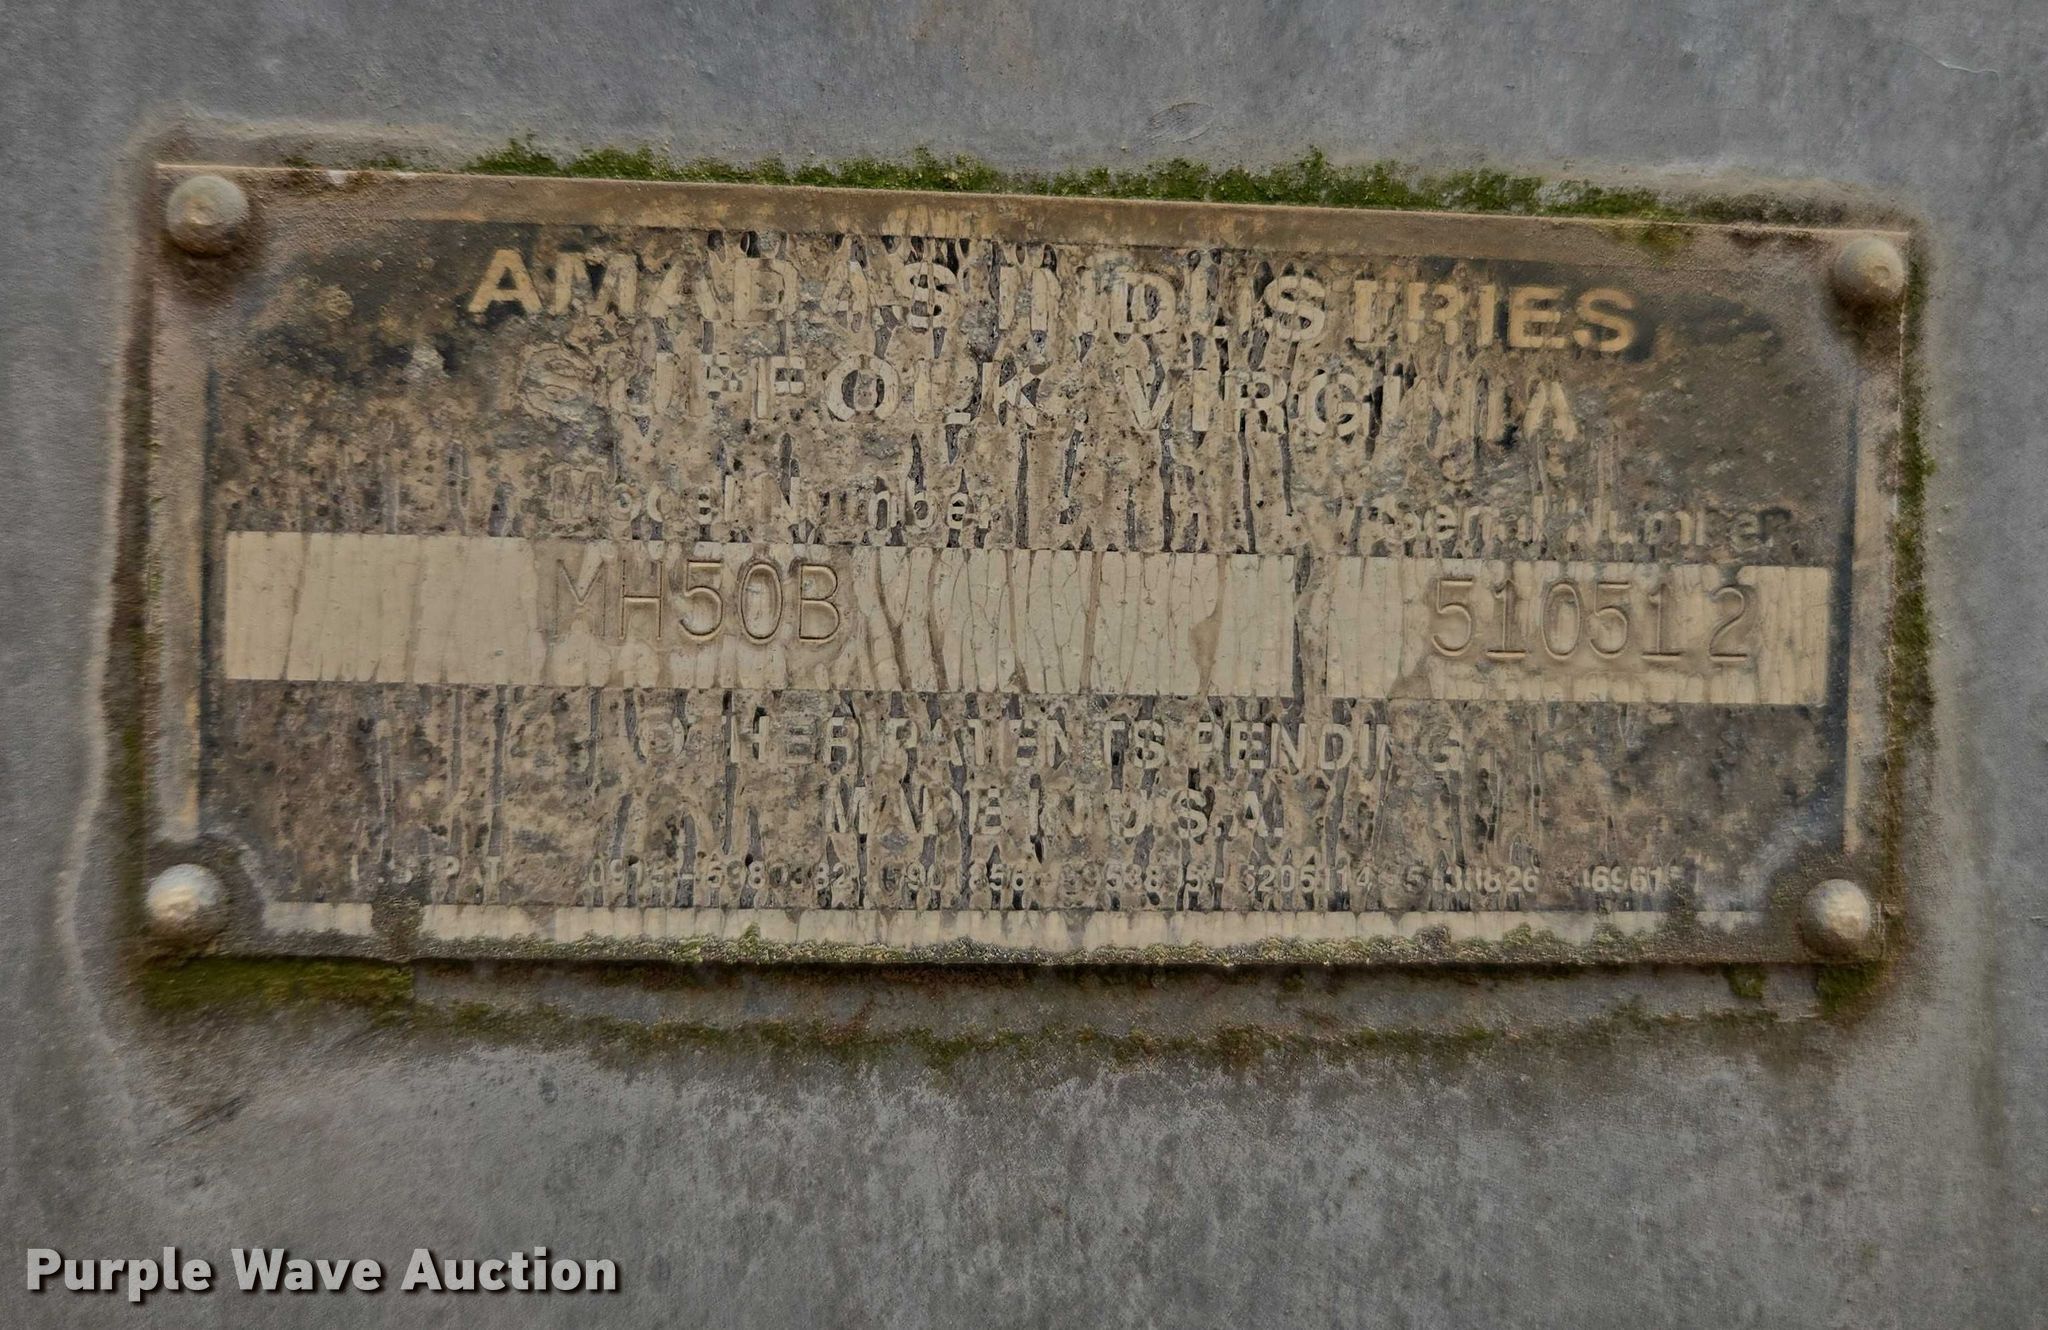 AMADAS INDUSTRIES
SUFFOLK, VIRGINIA
Model Number Serial Number
MH50B 510512
OTHER PATENTS PENDING
MADE IN U.S.A.
Purple Wave Auction